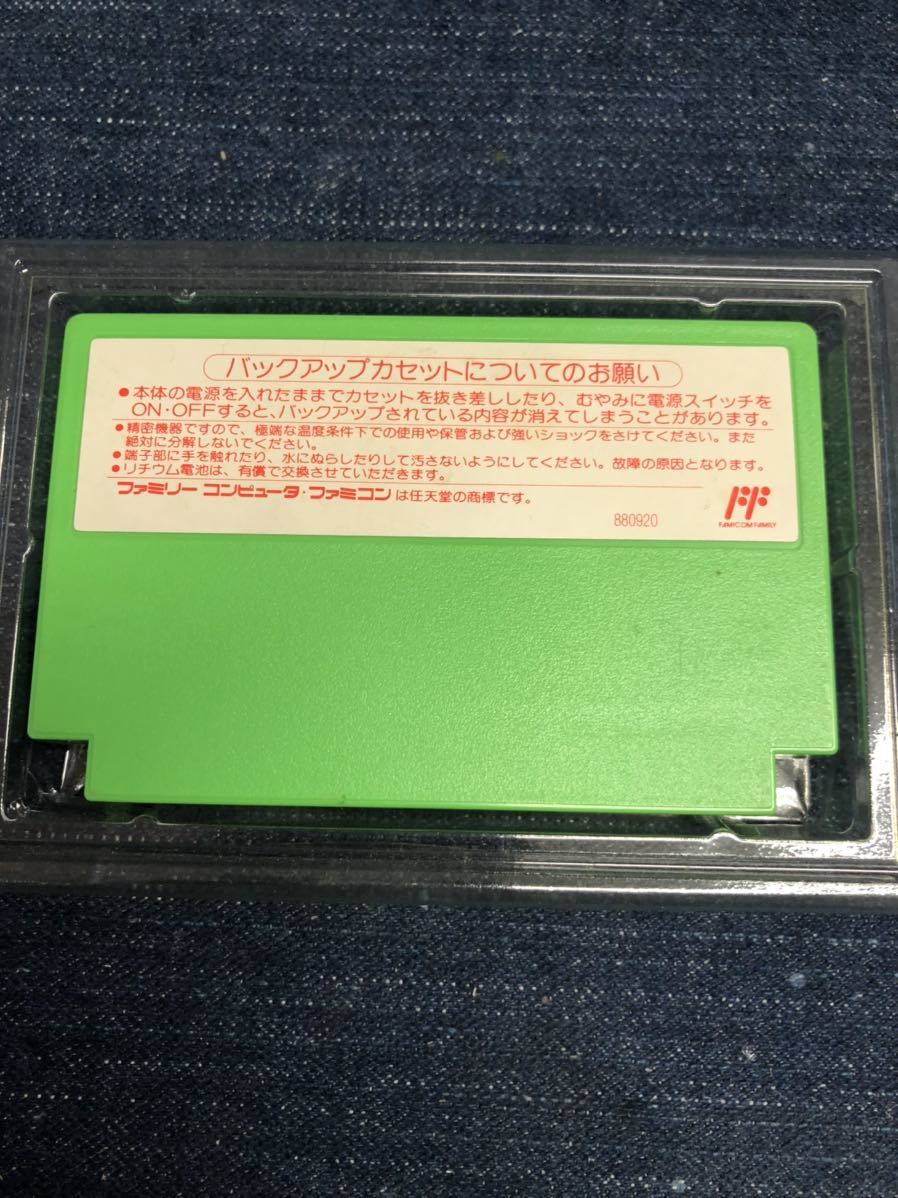 バックアップカセットについてのお願い
●本体の電源を入れたままでカセットを抜き差ししたり、むやみに電源スイッチを
ON・OFFすると、バックアップされている内容が消えてしまうことがあります。
●精密機器ですので、極端な温度条件下での使用や保管および強いショックをさけてください。また
絶対に分解しないでください。
●端子部に手を触れたり、水にぬらしたりして汚さないようにしてください。故障の原因となります。
●リチウム電池は、有償で交換させていただきます。
ファミリー コンピュータ・ファミコンは任天堂の商標です。
880920
FAMICOM FAMILY